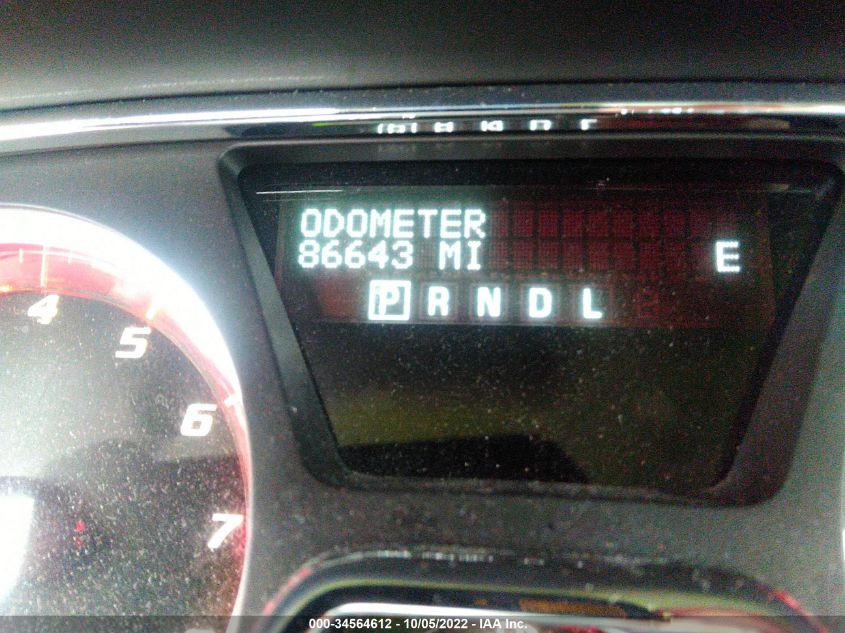 ODOMETER
86643 MI E
P R N D L
4
5
6
7
000-34564612 - 10/05/2022 - IAA Inc.